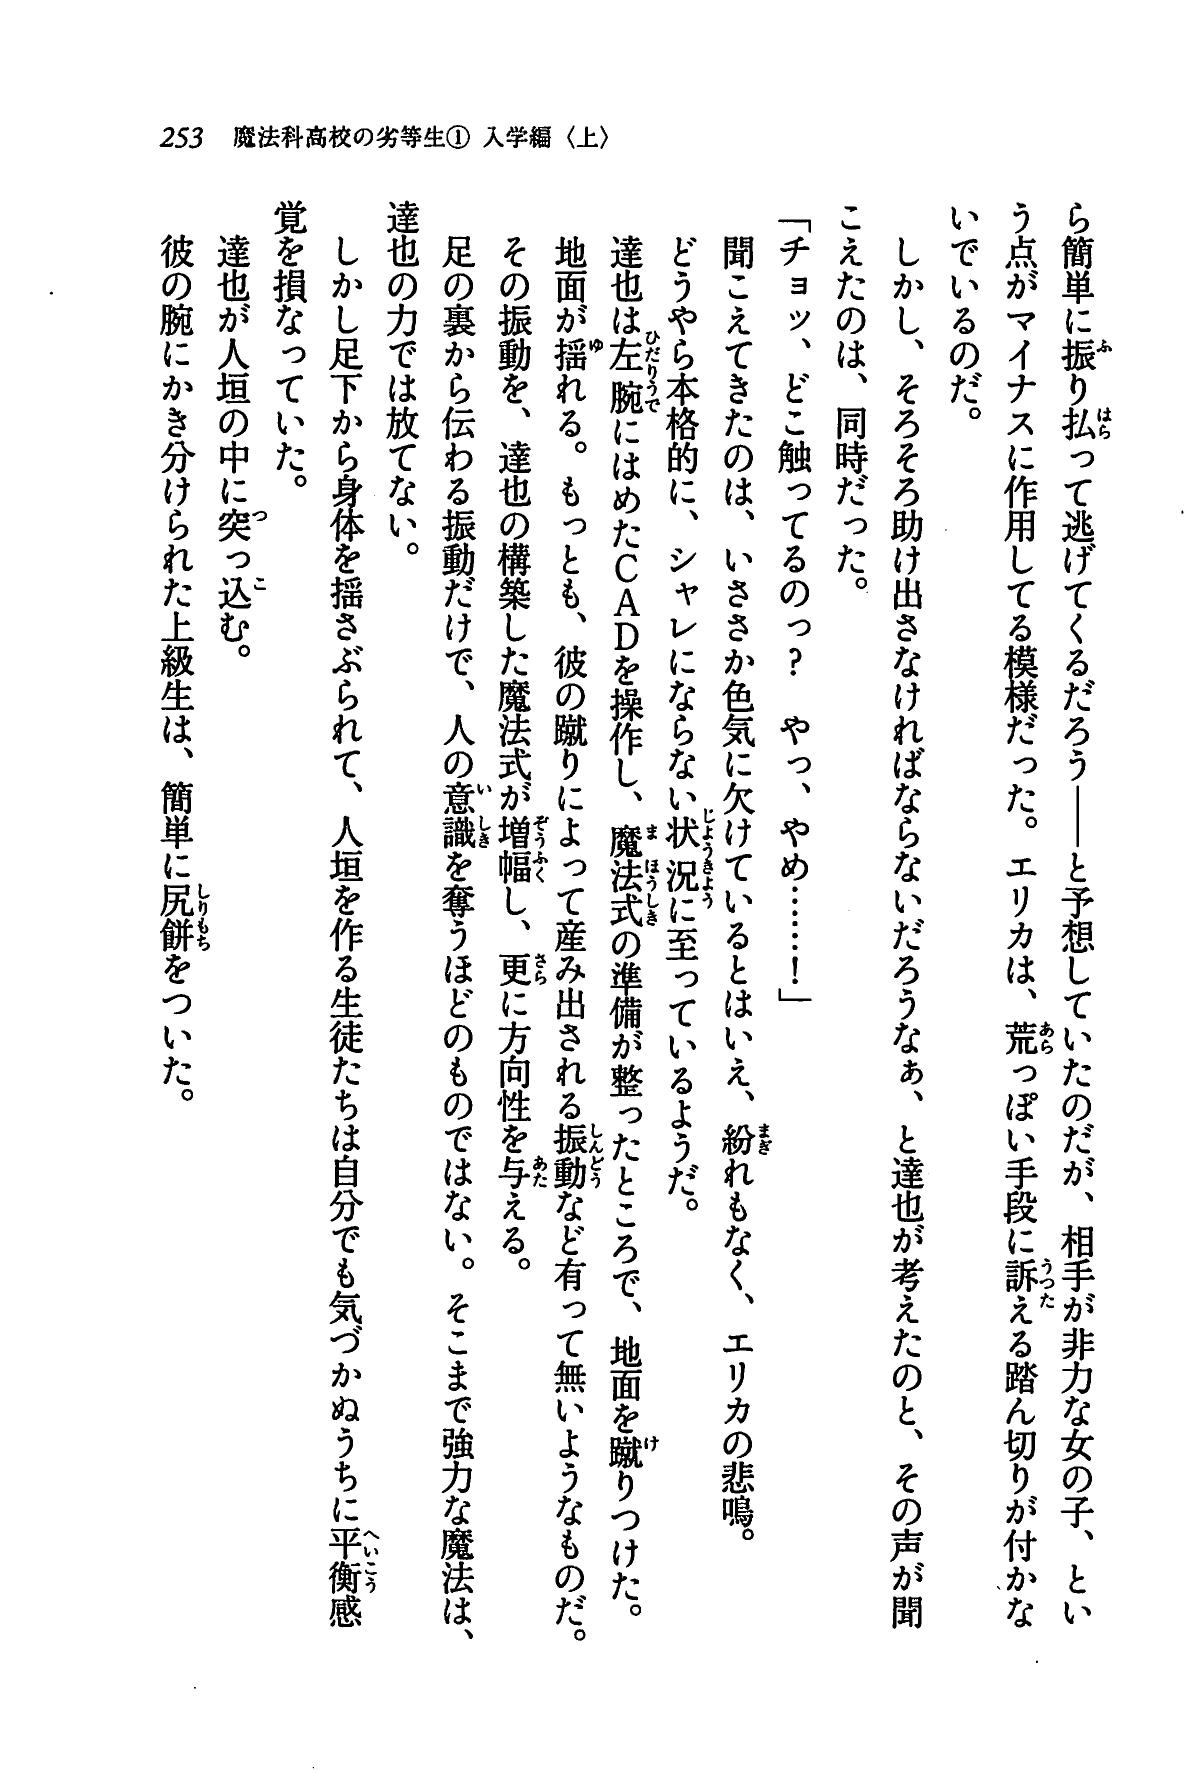 253　魔法科高校の劣等生① 入学編〈上〉
ら簡単に振り払って逃げてくるだろう――と予想していたのだが、相手が非力な女の子、とい
う点がマイナスに作用してる模様だった。エリカは、荒っぽい手段に訴える踏ん切りが付かな
いでいるのだ。
　しかし、そろそろ助け出さなければならないだろうなぁ、と達也が考えたのと、その声が聞
こえたのは、同時だった。
「チョッ、どこ触ってるのっ？　やっ、やめ……！」
　聞こえてきたのは、いささか色気に欠けているとはいえ、紛れもなく、エリカの悲鳴。
　どうやら本格的に、シャレにならない状況に至っているようだ。
　達也は左腕にはめたＣＡＤを操作し、魔法式の準備が整ったところで、地面を蹴りつけた。
　地面が揺れる。もっとも、彼の蹴りによって産み出される振動など有って無いようなものだ。
　その振動を、達也の構築した魔法式が増幅し、更に方向性を与える。
　足の裏から伝わる振動だけで、人の意識を奪うほどのものではない。そこまで強力な魔法は、
達也の力では放てない。
　しかし足下から身体を揺さぶられて、人垣を作る生徒たちは自分でも気づかぬうちに平衡感
覚を損なっていた。
　達也が人垣の中に突っ込む。
　彼の腕にかき分けられた上級生は、簡単に尻餅をついた。